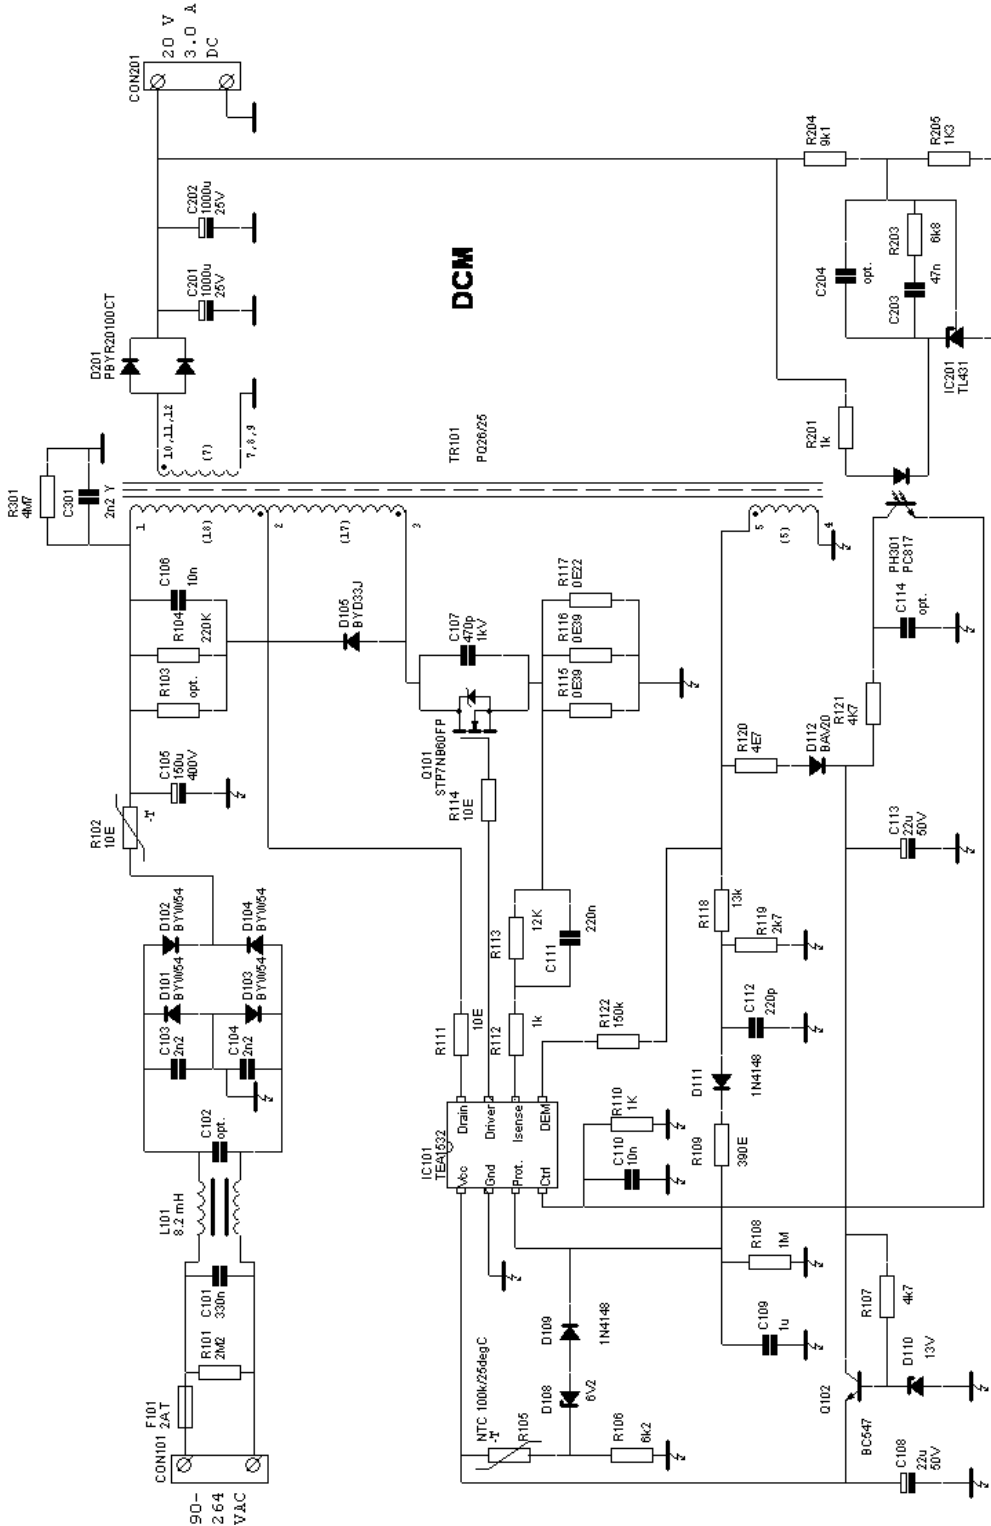 90-
264
VAC
CON101
F101
2AT
R101
2M2
C101
330n
L101
8.2 mH
C102
opt.
C103
2n2
C104
2n2
D101
BYW54
D103
BYW54
D102
BYW54
D104
BYW54
R102
10E
-T
C105
150u
400V
R103
opt.
R104
220K
C106
10n
R301
4M7
C301
2n2 Y
1
(18)
2
(17)
3
10,11,12
(7)
7,8,9
D201
PBYR20100CT
C201
1000u
25V
C202
1000u
25V
CON201
20 V
3.0 A
DC
D105
BYD33J
C107
470p
1kV
Q101
STP7NB60FP
R114
10E
R115
0E39
R116
0E39
R117
0E22
TR101
PQ26/25
DCM
IC101
TEA1532
Vcc
Gnd
Prot.
Ctrl
Drain
Driver
Isense
DEM
R111
10E
R112
1k
R113
12K
C111
220n
R122
150k
NTC 100k/25degC
-T
R105
D108
6V2
D109
1N4148
R106
6k2
C110
10n
R110
1K
R109
390E
D111
1N4148
C112
220p
R118
13k
R119
2k7
R120
4E7
D112
BAV20
5
(5)
4
C109
1u
R108
1M
Q102
BC547
C108
22u
50V
D110
13V
R107
4k7
C113
22u
50V
R121
4K7
C114
opt.
PH301
PC817
R201
1k
IC201
TL431
C204
opt.
C203
47n
R203
6k8
R204
9k1
R205
1K3